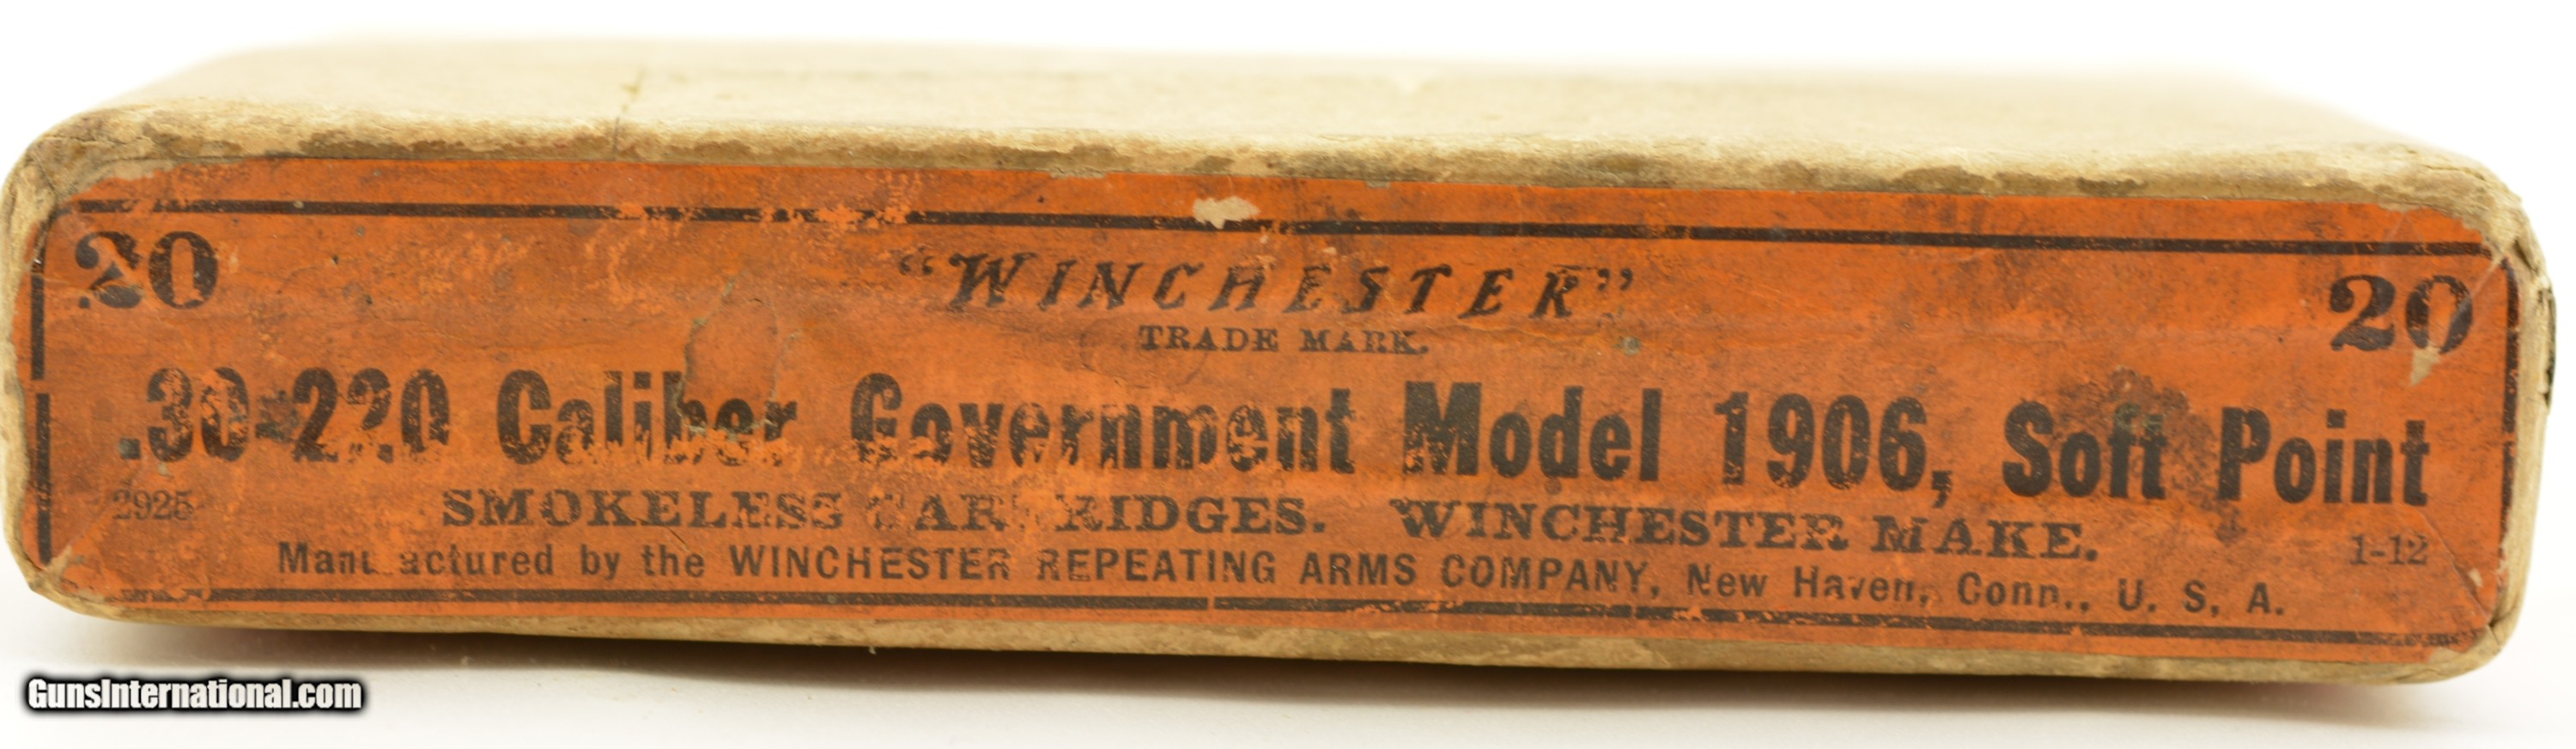 20 "WINCHESTER" 20
TRADE MARK.
.30-220 Caliber Government Model 1906, Soft Point
2925 SMOKELESS CARTRIDGES. WINCHESTER MAKE. 1-12
Manufactured by the WINCHESTER REPEATING ARMS COMPANY, New Haven, Conn., U. S. A.
GunsInternational.com